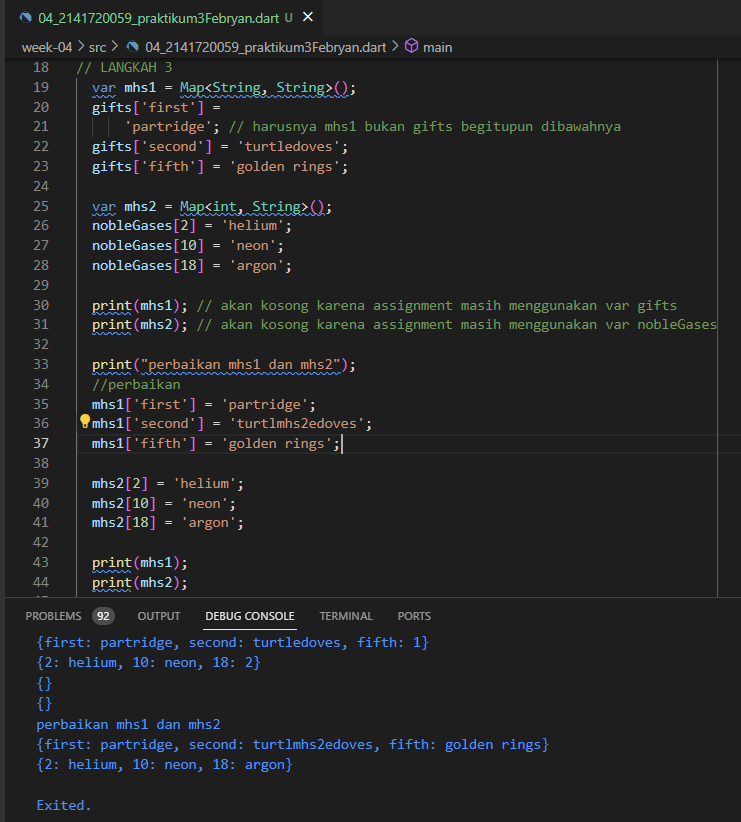 04_2141720059_praktikum3Febryan.dart U
week-04 > src > 04_2141720059_praktikum3Febryan.dart > main
18 // LANGKAH 3
19 var mhs1 = Map<String, String>();
20 gifts['first'] =
21 'partridge'; // harusnya mhs1 bukan gifts begitupun dibawahnya
22 gifts['second'] = 'turtledoves';
23 gifts['fifth'] = 'golden rings';
24
25 var mhs2 = Map<int, String>();
26 nobleGases[2] = 'helium';
27 nobleGases[10] = 'neon';
28 nobleGases[18] = 'argon';
29
30 print(mhs1); // akan kosong karena assignment masih menggunakan var gifts
31 print(mhs2); // akan kosong karena assignment masih menggunakan var nobleGases
32
33 print("perbaikan mhs1 dan mhs2");
34 //perbaikan
35 mhs1['first'] = 'partridge';
36 mhs1['second'] = 'turtlmhs2edoves';
37 mhs1['fifth'] = 'golden rings';
38
39 mhs2[2] = 'helium';
40 mhs2[10] = 'neon';
41 mhs2[18] = 'argon';
42
43 print(mhs1);
44 print(mhs2);
PROBLEMS 92 OUTPUT DEBUG CONSOLE TERMINAL PORTS
{first: partridge, second: turtledoves, fifth: 1}
{2: helium, 10: neon, 18: 2}
{}
{}
perbaikan mhs1 dan mhs2
{first: partridge, second: turtlmhs2edoves, fifth: golden rings}
{2: helium, 10: neon, 18: argon}
Exited.